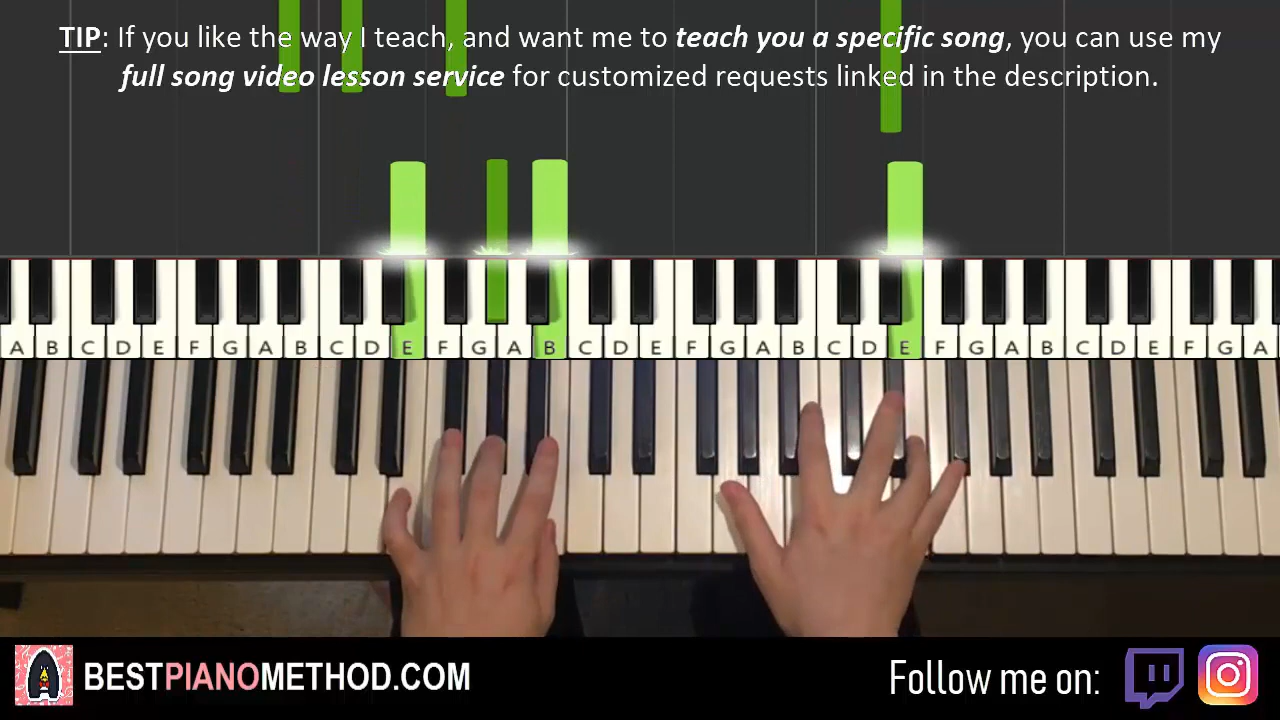 TIP: If you like the way I teach, and want me to teach you a specific song, you can use my
full song video lesson service for customized requests linked in the description.
A B C D E F G A B C D E F G A B C D E F G A B C D E F G A B C D E F G A
BESTPIANOMETHOD.COM
Follow me on: